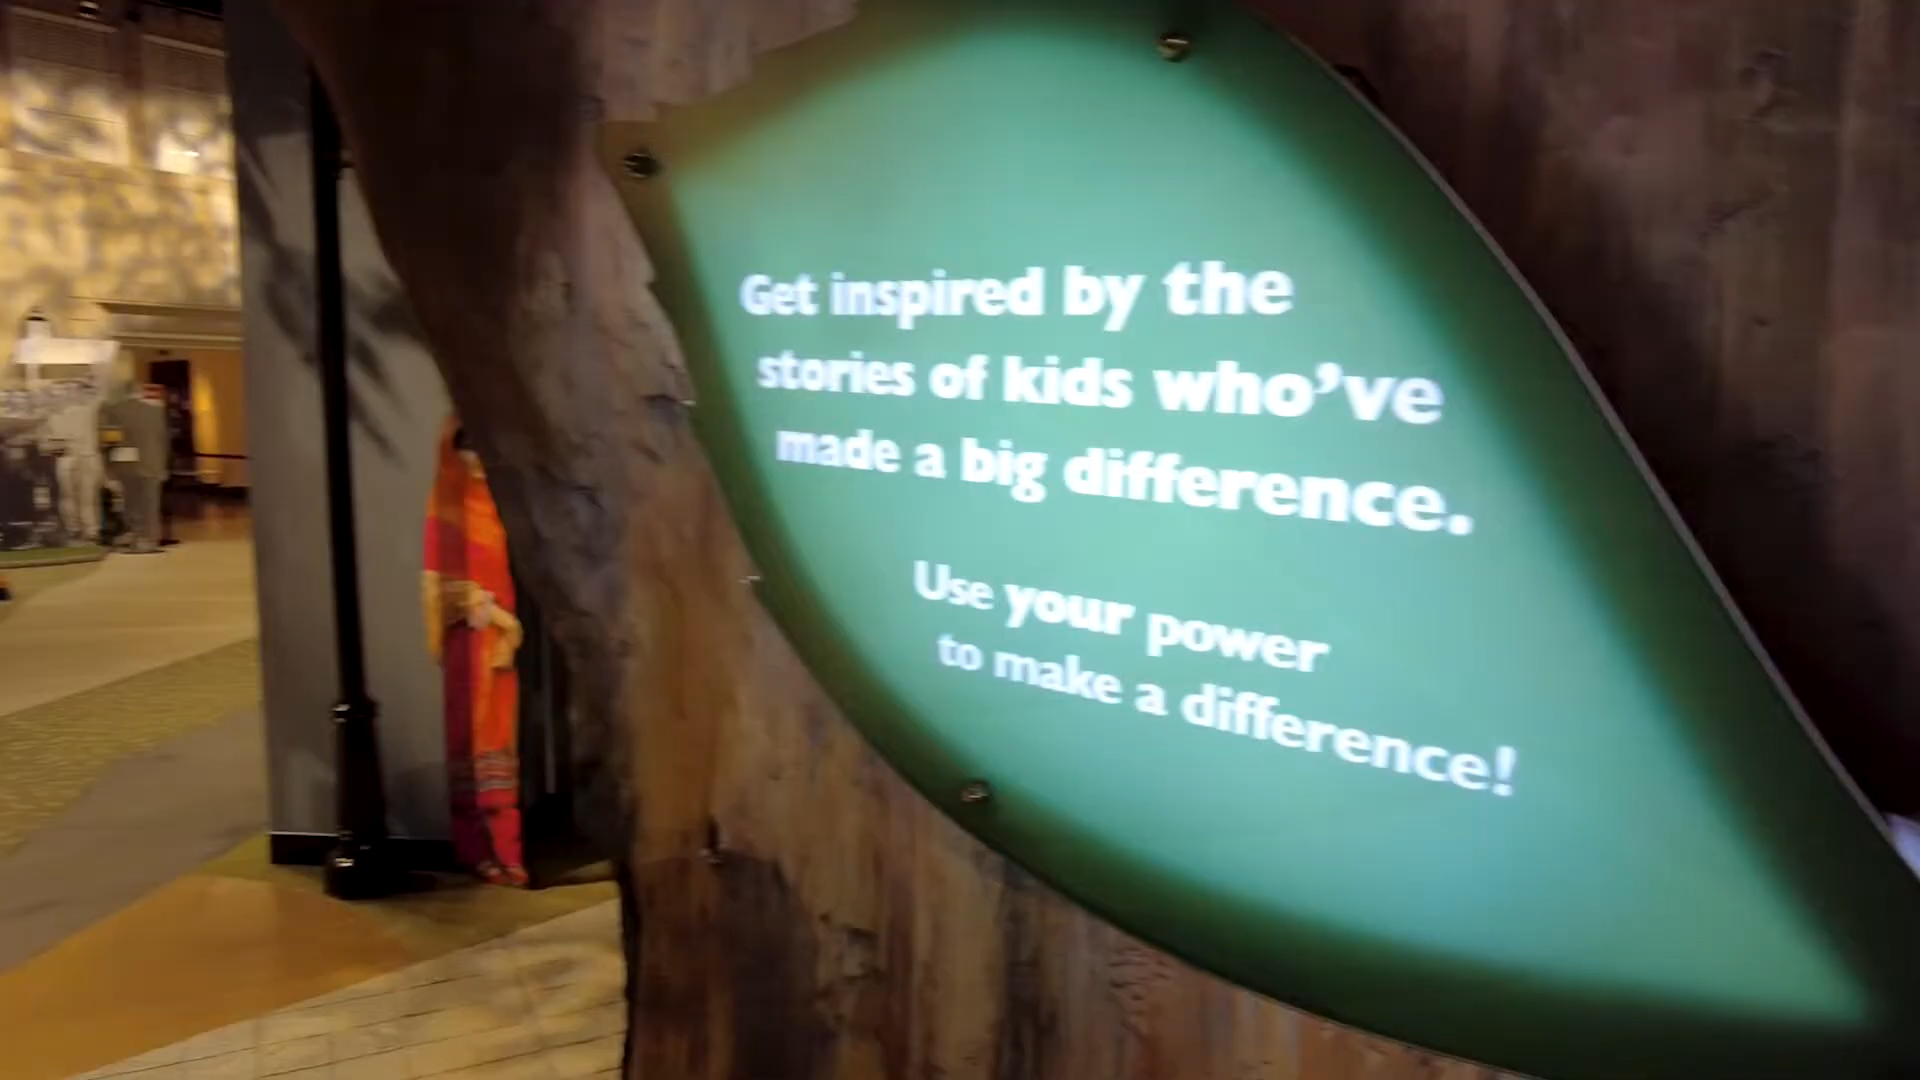 Get inspired by the
stories of kids who've
made a big difference.
Use your power
to make a difference!